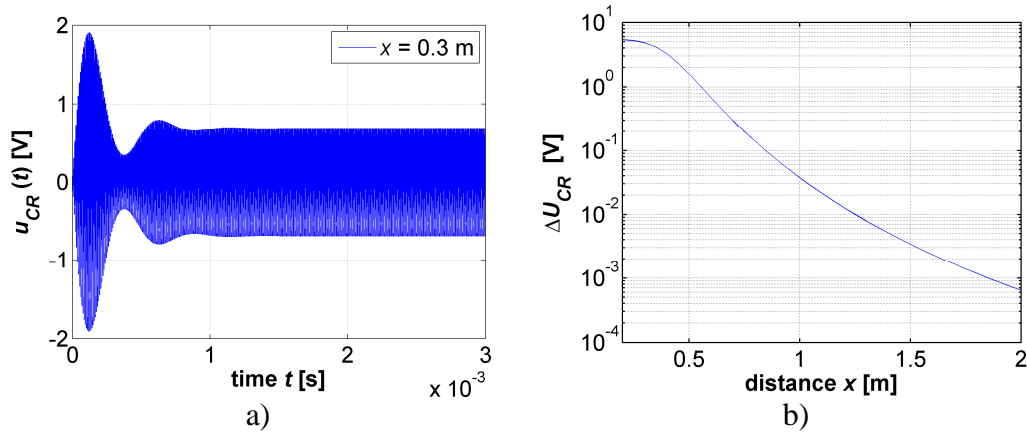 u_CR (t) [V]
2
1
0
-1
-2
x = 0.3 m
0
1
2
3
x 10^-3
time t [s]
a)
ΔU_CR [V]
10^1
10^0
10^-1
10^-2
10^-3
10^-4
0.5
1
1.5
2
distance x [m]
b)